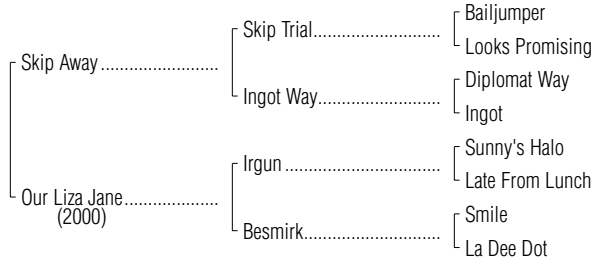 Bailjumper
Skip Trial...........................
Looks Promising
Skip Away .........................
Diplomat Way
Ingot Way..........................
Ingot
Sunny's Halo
Irgun .................................
Late From Lunch
Our Liza Jane....................
(2000)
Smile
Besmirk.............................
La Dee Dot